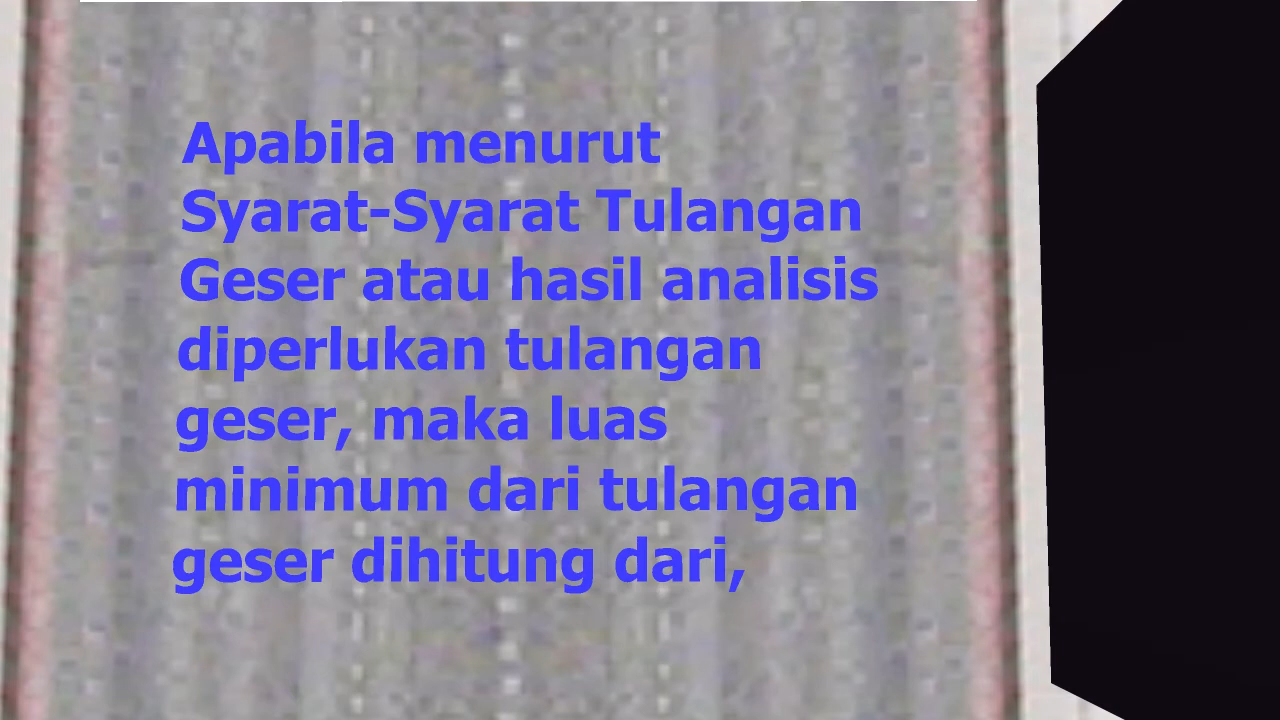 Apabila menurut
Syarat-Syarat Tulangan
Geser atau hasil analisis
diperlukan tulangan
geser, maka luas
minimum dari tulangan
geser dihitung dari,